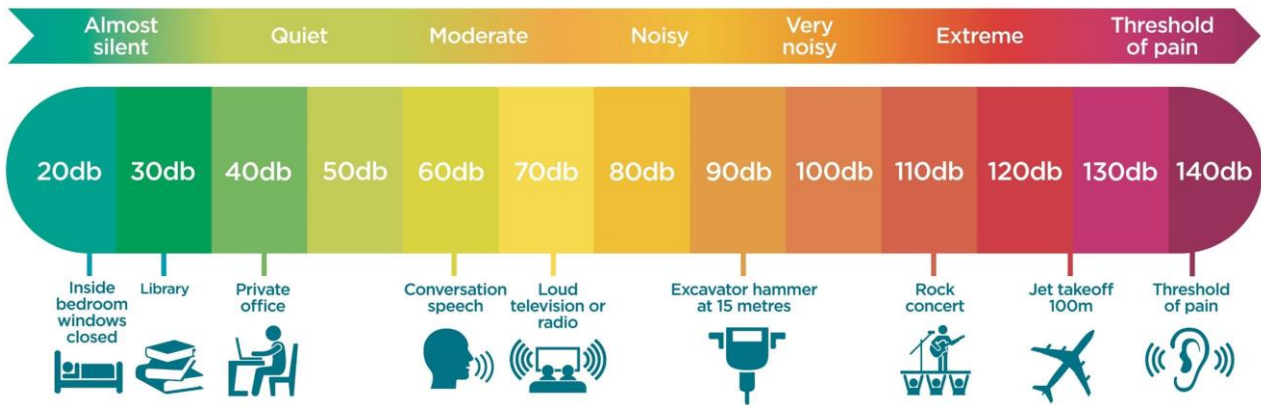 Almost
silent
Quiet
Moderate
Noisy
Very
noisy
Extreme
Threshold
of pain
20db
30db
40db
50db
60db
70db
80db
90db
100db
110db
120db
130db
140db
Inside
bedroom
windows
closed
Library
Private
office
Conversation
speech
Loud
television or
radio
Excavator hammer
at 15 metres
Rock
concert
Jet takeoff
100m
Threshold
of pain